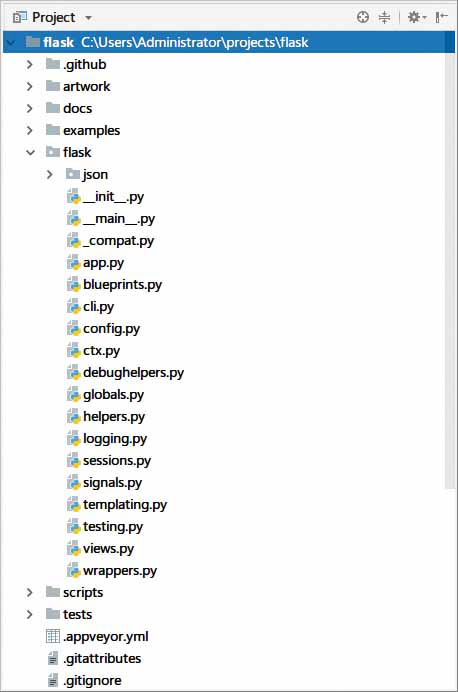 Project
flask C:\Users\Administrator\projects\flask
.github
artwork
docs
examples
flask
json
__init__.py
__main__.py
_compat.py
app.py
blueprints.py
cli.py
config.py
ctx.py
debughelpers.py
globals.py
helpers.py
logging.py
sessions.py
signals.py
templating.py
testing.py
views.py
wrappers.py
scripts
tests
.appveyor.yml
.gitattributes
.gitignore